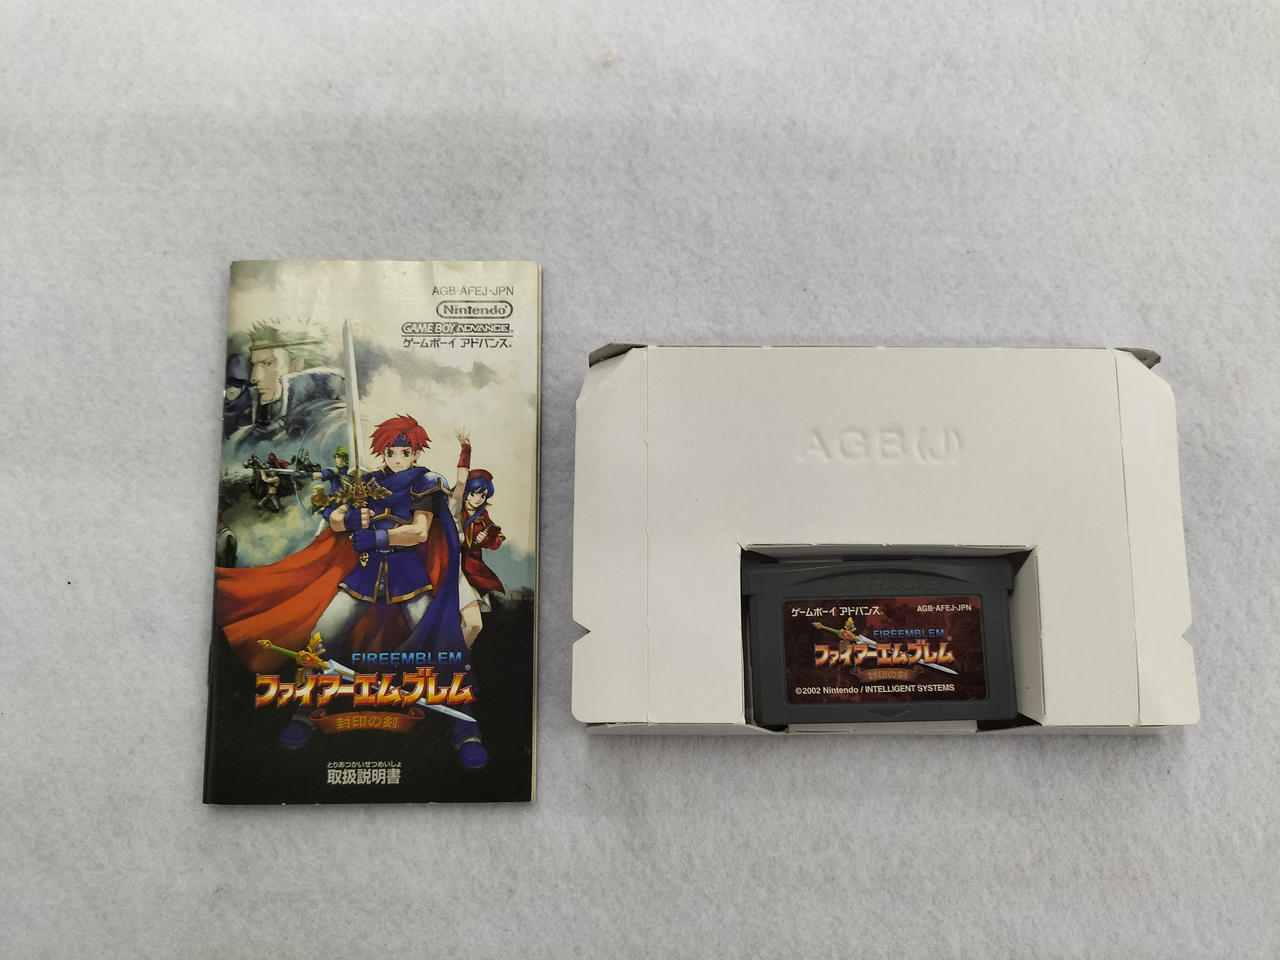 AGB-AFEJ-JPN
Nintendo®
GAME BOY ADVANCE®
ゲームボーイ アドバンス®
FIREEMBLEM
ファイアーエムブレム®
封印の剣
とりあつかいせつめいしょ
取扱説明書
AGB(J)
GAME BOY ADVANCE
ゲームボーイ アドバンス®
AGB-AFEJ-JPN
FIREEMBLEM
ファイアーエムブレム®
封印の剣
©2002 Nintendo / INTELLIGENT SYSTEMS